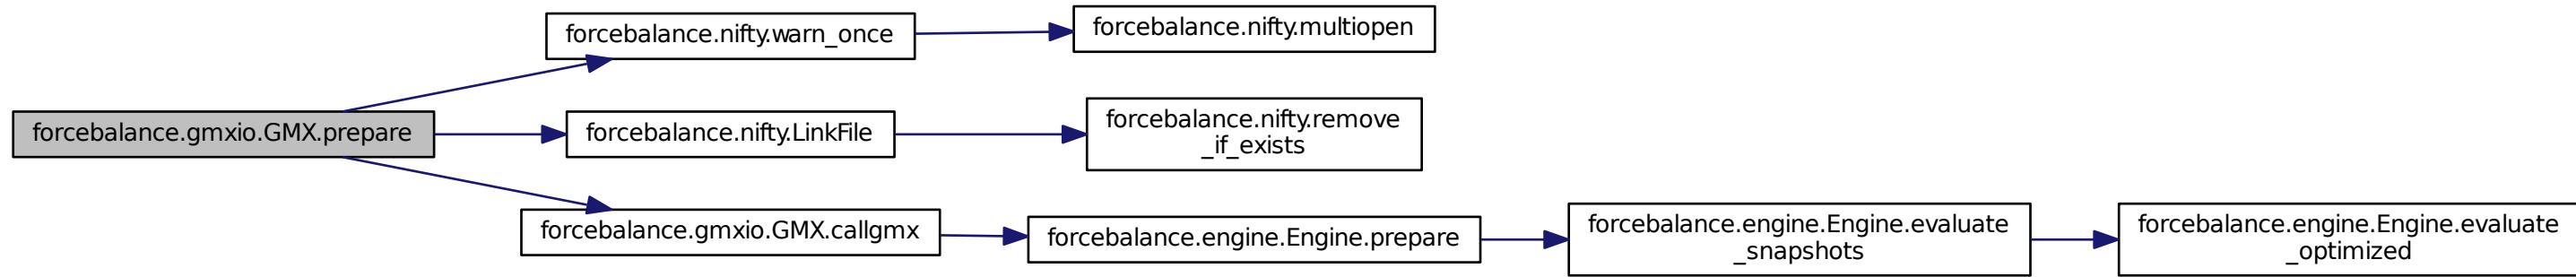 forcebalance.gmxio.GMX.prepare
forcebalance.nifty.warn_once
forcebalance.nifty.multiopen
forcebalance.nifty.LinkFile
forcebalance.nifty.remove
_if_exists
forcebalance.gmxio.GMX.callgmx
forcebalance.engine.Engine.prepare
forcebalance.engine.Engine.evaluate
_snapshots
forcebalance.engine.Engine.evaluate
_optimized